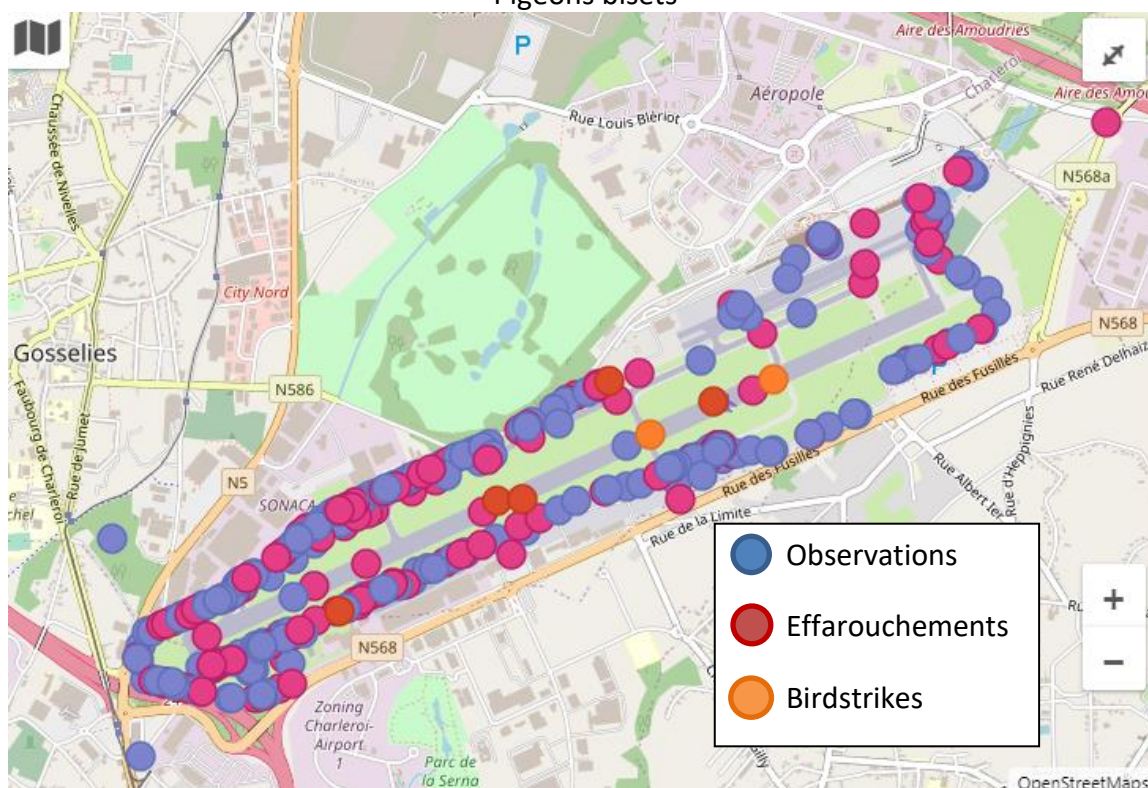 Pigeons bisets
P
Aire des Amoudries
Charleroi
Aire des Amou
Aéropole
Rue Louis Blériot
N568a
Chaussée de Nivelles
City Nord
Gosselies
N586
N568
Rue René Delhaiz
Rue des Fusillés
P
Faubourg de Charleroi
Rue de Jumet
N5
SONACA
Rue des Fusillés
Rue Albert Ier
Rue d'Heppignies
Rue de la Limite
Observations
Effarouchements
Birdstrikes
N568
24
Zoning
Charleroi-
Airport
1
Parc de
la Serna
+
−
OpenStreetMaps